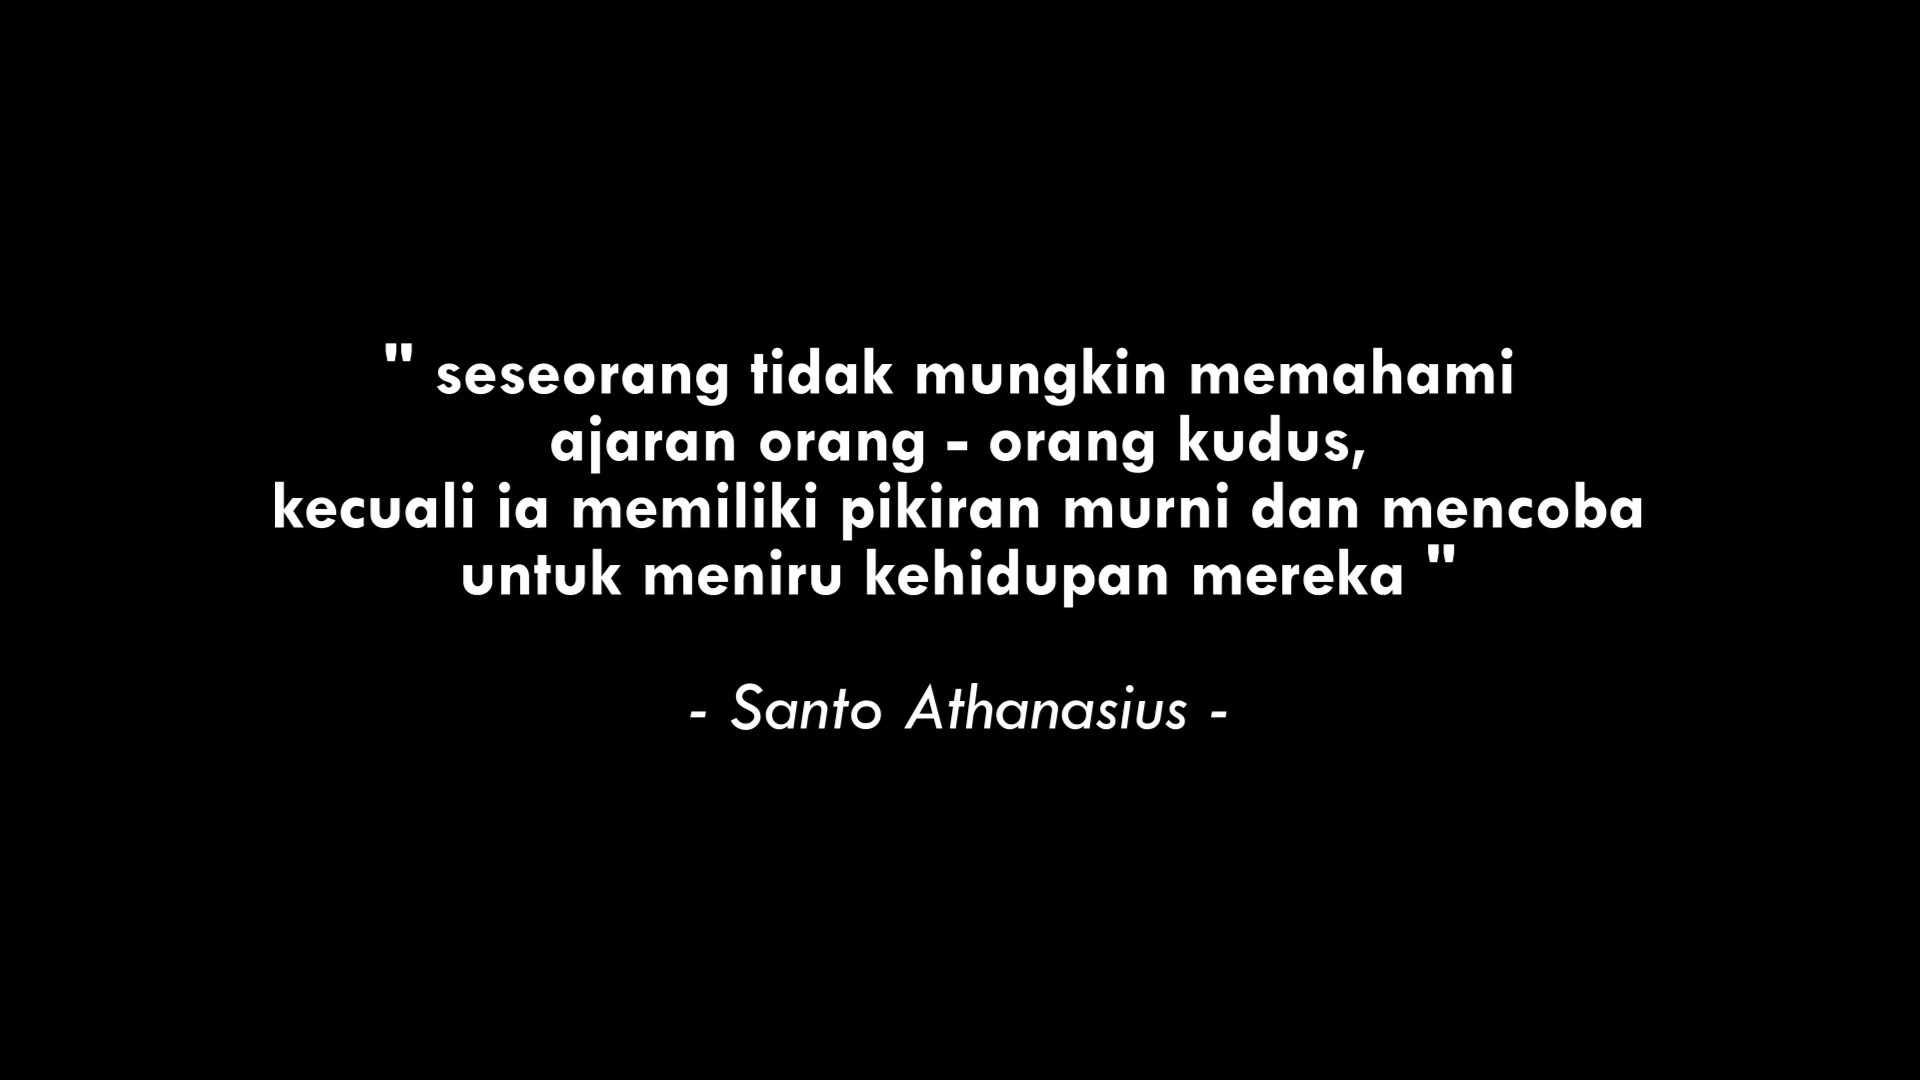 " seseorang tidak mungkin memahami
ajaran orang - orang kudus,
kecuali ia memiliki pikiran murni dan mencoba
untuk meniru kehidupan mereka "
- Santo Athanasius -